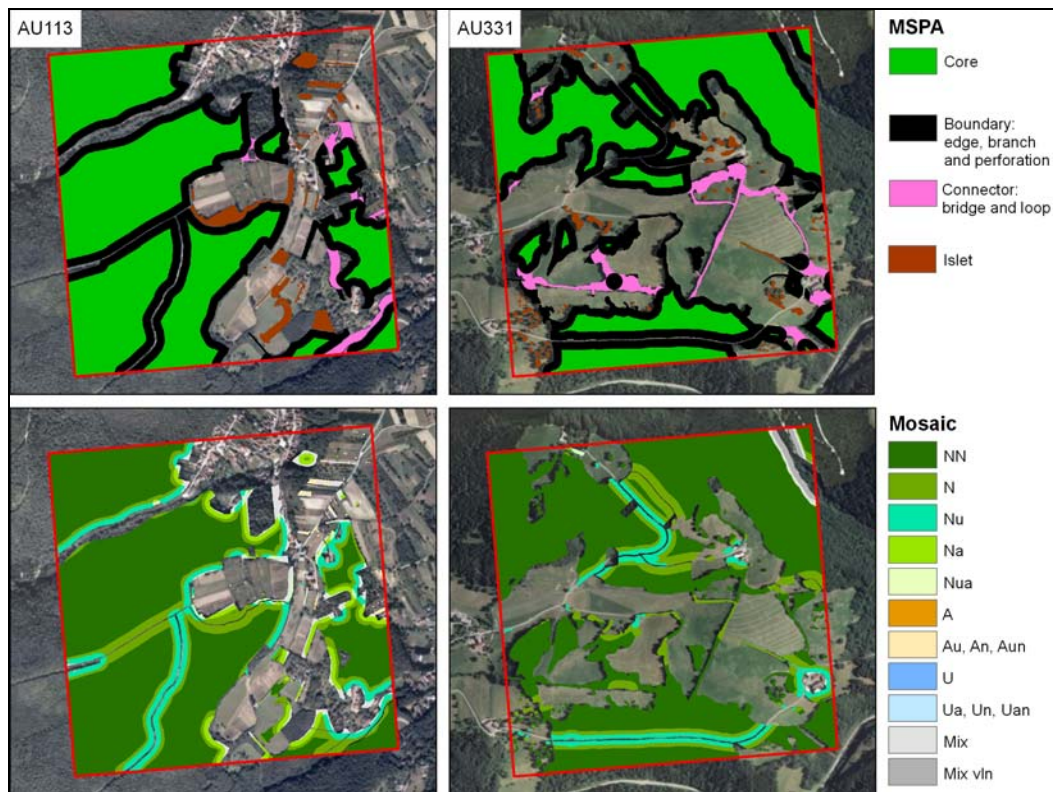 AU113
AU331
MSPA
Core
Boundary:
edge, branch
and perforation
Connector:
bridge and loop
Islet
Mosaic
NN
N
Nu
Na
Nua
A
Au, An, Aun
U
Ua, Un, Uan
Mix
Mix vln